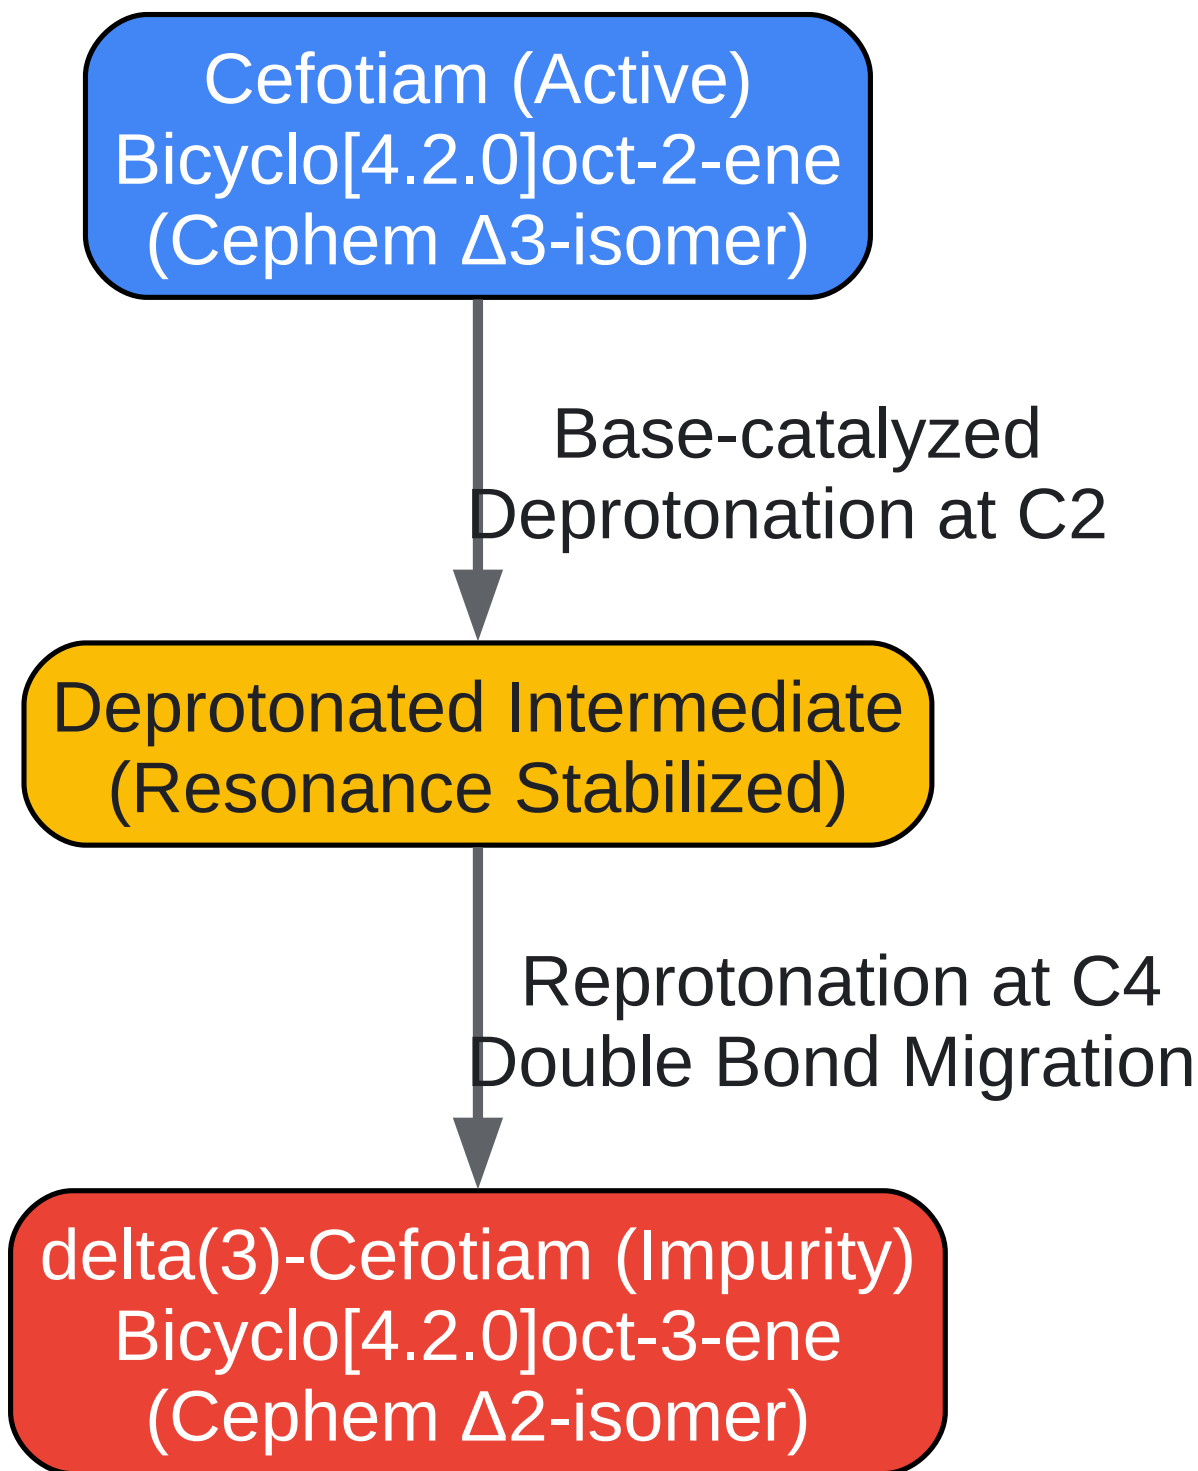 Cefotiam (Active)
Bicyclo[4.2.0]oct-2-ene
(Cephem Δ3-isomer)
Base-catalyzed
Deprotonation at C2
Deprotonated Intermediate
(Resonance Stabilized)
Reprotonation at C4
Double Bond Migration
delta(3)-Cefotiam (Impurity)
Bicyclo[4.2.0]oct-3-ene
(Cephem Δ2-isomer)